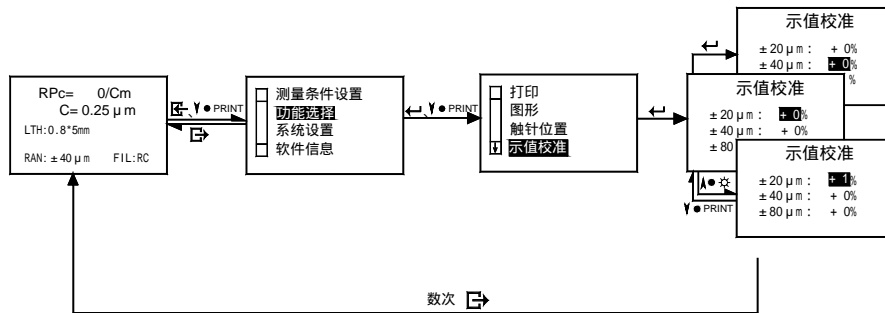 RPc= 0/Cm
C= 0.25 μm
LTH:0.8*5mm
RAN: ±40μm FIL:RC
、 ● PRINT
测量条件设置
功能选择
系统设置
软件信息
、 ● PRINT
打印
图形
触针位置
示值校准
示值校准
±20μm: + 0%
±40μm: + 0%
%
示值校准
±20μm: + 0%
±40μm: + 0%
±80
示值校准
±20μm: + 1%
±40μm: + 0%
±80μm: + 0%
● PRINT
数次